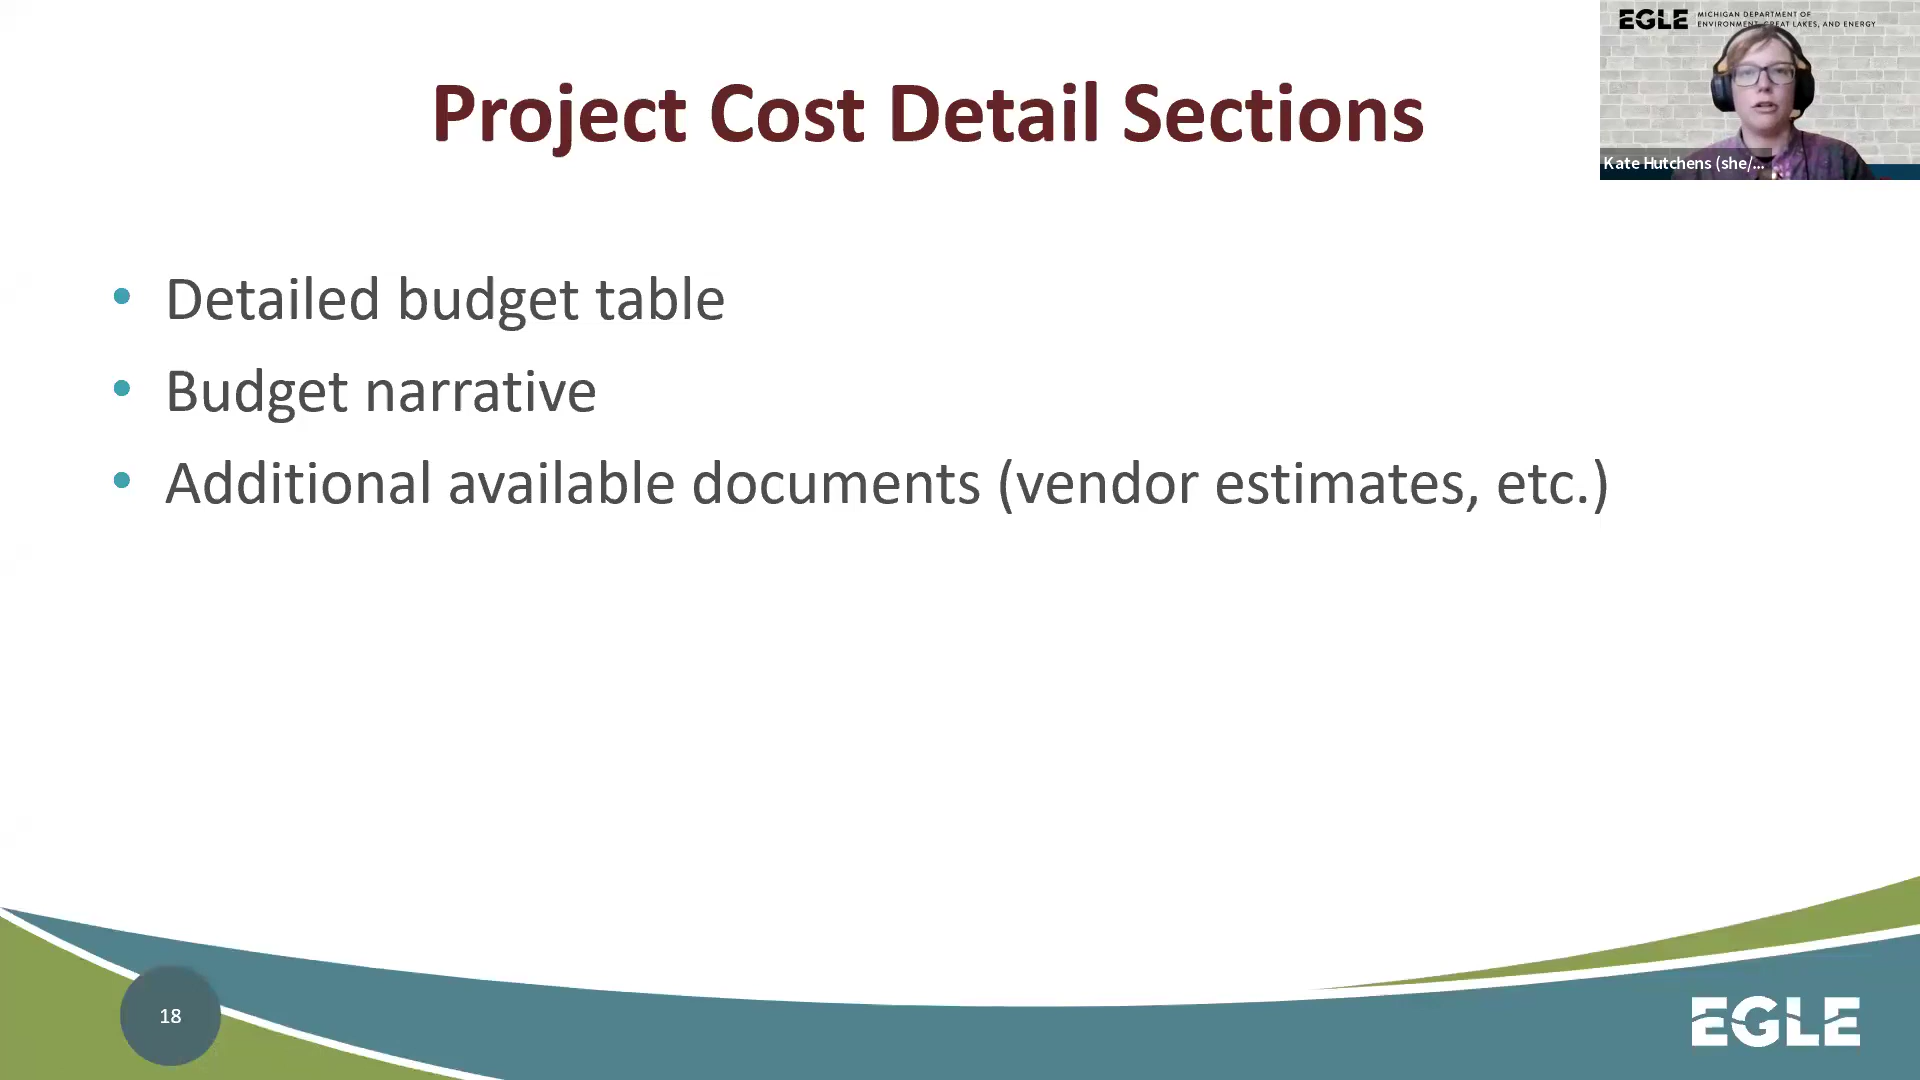 EGLE MICHIGAN DEPARTMENT OF
ENVIRONMENT, GREAT LAKES, AND ENERGY
Project Cost Detail Sections
Kate Hutchens (she/...
• Detailed budget table
• Budget narrative
• Additional available documents (vendor estimates, etc.)
18
EGLE